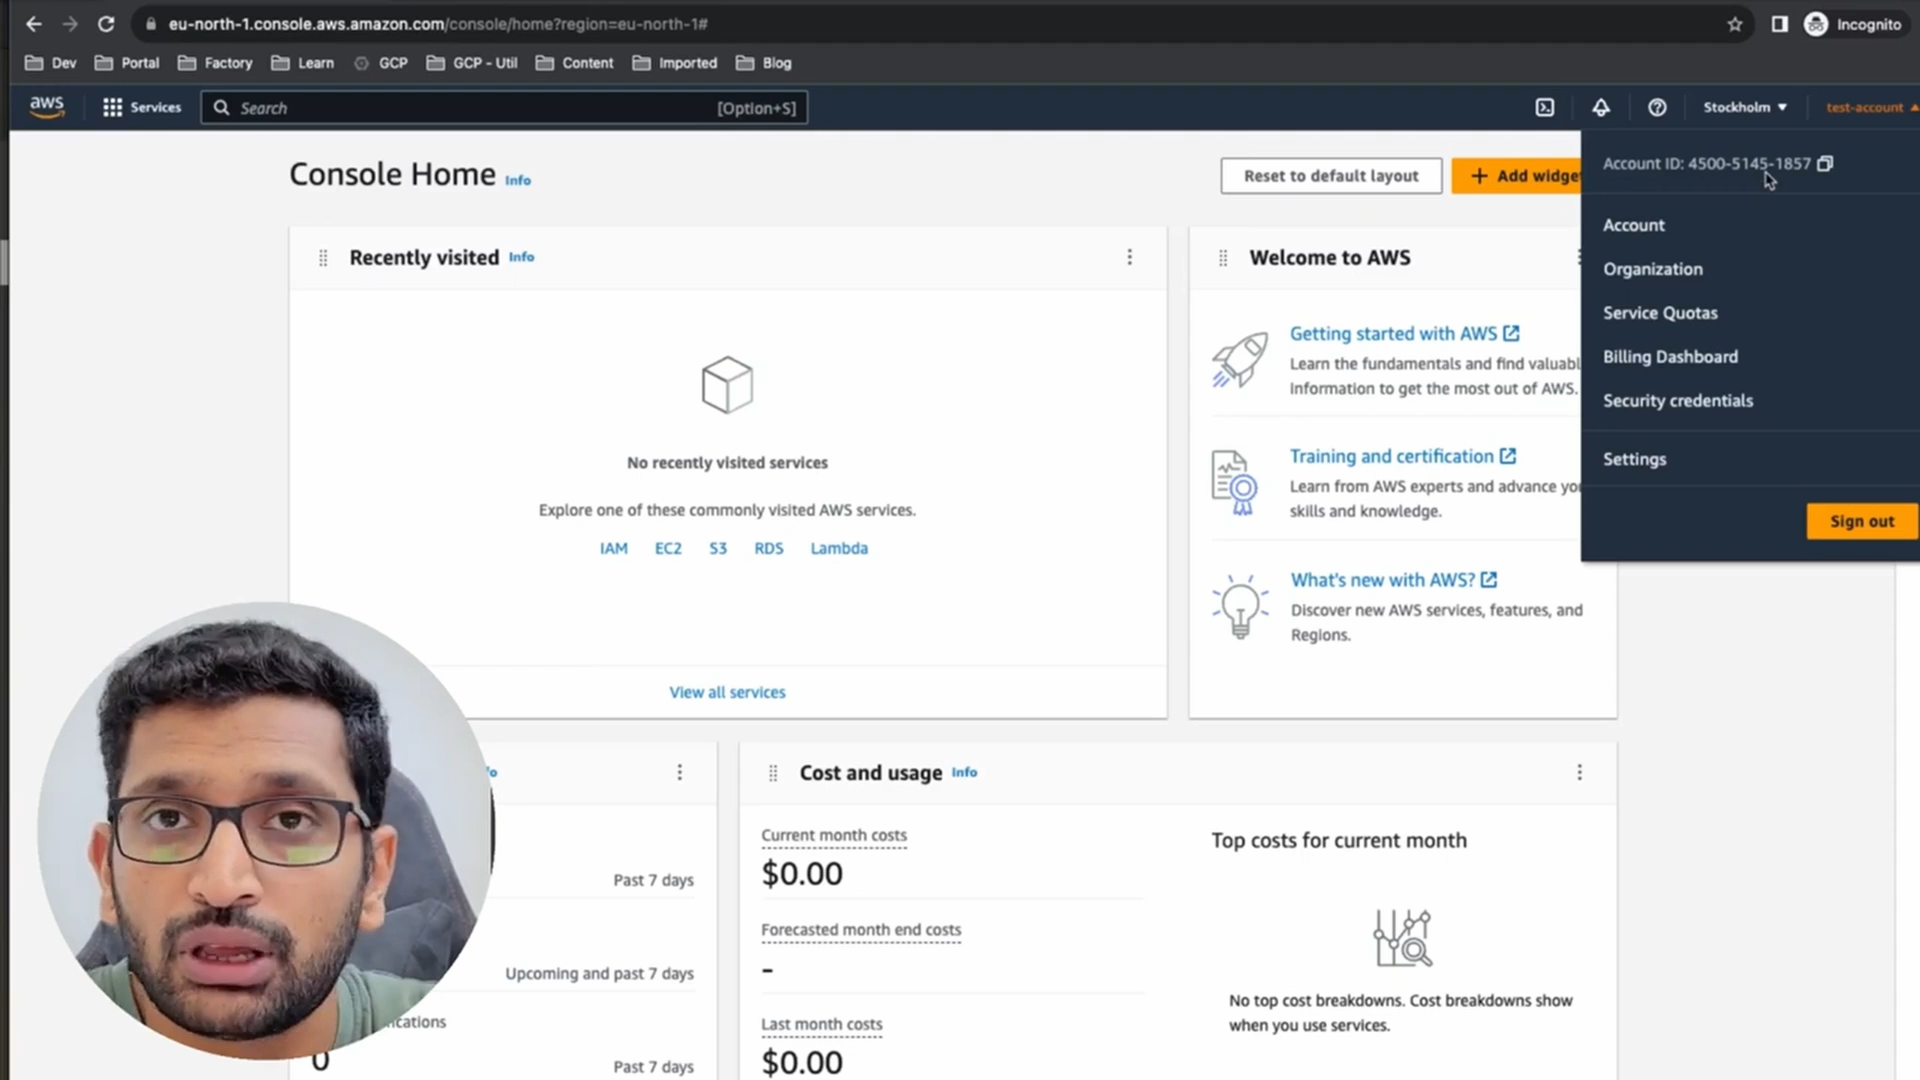 eu-north-1.console.aws.amazon.com/console/home?region=eu-north-1#
Incognito
Dev
Portal
Factory
Learn
GCP
GCP - Util
Content
Imported
Blog
aws
Services
Search
[Option+S]
Stockholm
test-account
Account ID: 4500-5145-1857
Account
Organization
Service Quotas
Billing Dashboard
Security credentials
Settings
Sign out
Console Home
Info
Reset to default layout
Add widge
Recently visited
Info
No recently visited services
Explore one of these commonly visited AWS services.
IAM
EC2
S3
RDS
Lambda
View all services
Welcome to AWS
Getting started with AWS
Learn the fundamentals and find valuabl
information to get the most out of AWS.
Training and certification
Learn from AWS experts and advance yo
skills and knowledge.
What's new with AWS?
Discover new AWS services, features, and
Regions.
Past 7 days
Upcoming and past 7 days
0
Past 7 days
Cost and usage
Info
Current month costs
$0.00
Forecasted month end costs
-
Last month costs
$0.00
Top costs for current month
No top cost breakdowns. Cost breakdowns show
when you use services.